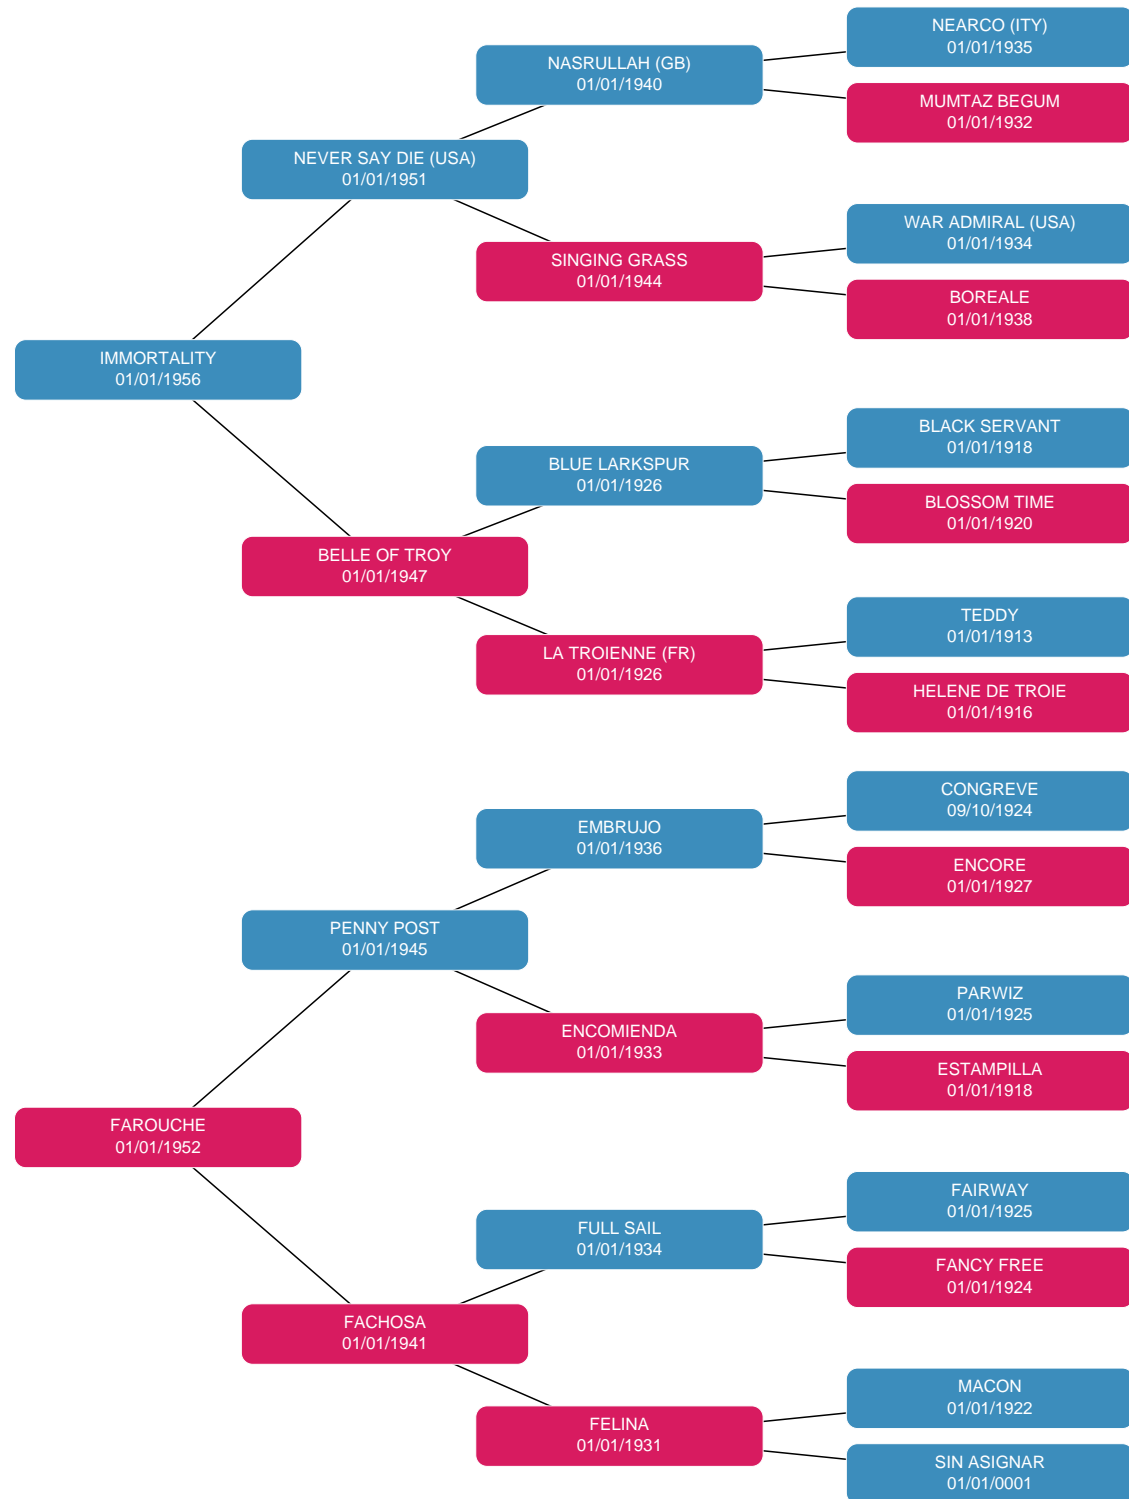 NEARCO (ITY)
01/01/1935
NASRULLAH (GB)
01/01/1940
MUMTAZ BEGUM
01/01/1932
NEVER SAY DIE (USA)
01/01/1951
WAR ADMIRAL (USA)
01/01/1934
SINGING GRASS
01/01/1944
BOREALE
01/01/1938
IMMORTALITY
01/01/1956
BLACK SERVANT
01/01/1918
BLUE LARKSPUR
01/01/1926
BLOSSOM TIME
01/01/1920
BELLE OF TROY
01/01/1947
TEDDY
01/01/1913
LA TROIENNE (FR)
01/01/1926
HELENE DE TROIE
01/01/1916
CONGREVE
09/10/1924
EMBRUJO
01/01/1936
ENCORE
01/01/1927
PENNY POST
01/01/1945
PARWIZ
01/01/1925
ENCOMIENDA
01/01/1933
ESTAMPILLA
01/01/1918
FAROUCHE
01/01/1952
FAIRWAY
01/01/1925
FULL SAIL
01/01/1934
FANCY FREE
01/01/1924
FACHOSA
01/01/1941
MACON
01/01/1922
FELINA
01/01/1931
SIN ASIGNAR
01/01/0001